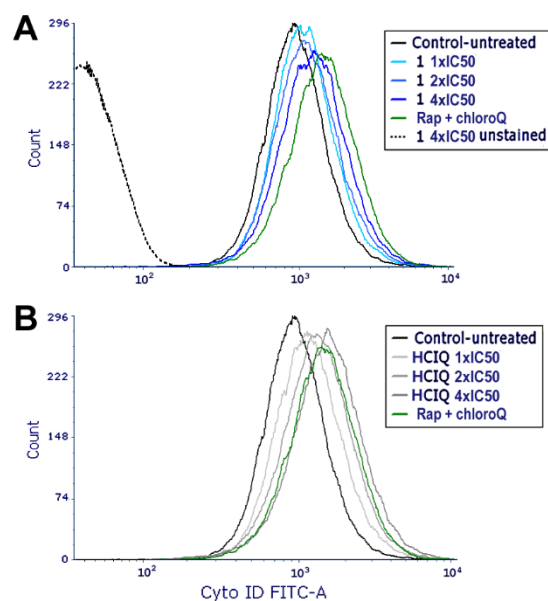 A
296
222
148
74
0
Count
10²
10³
10⁴
Control-untreated
1 1xIC50
1 2xIC50
1 4xIC50
Rap + chloroQ
1 4xIC50 unstained
B
296
222
148
74
0
Count
10²
10³
10⁴
Cyto ID FITC-A
Control-untreated
HCIQ 1xIC50
HCIQ 2xIC50
HCIQ 4xIC50
Rap + chloroQ